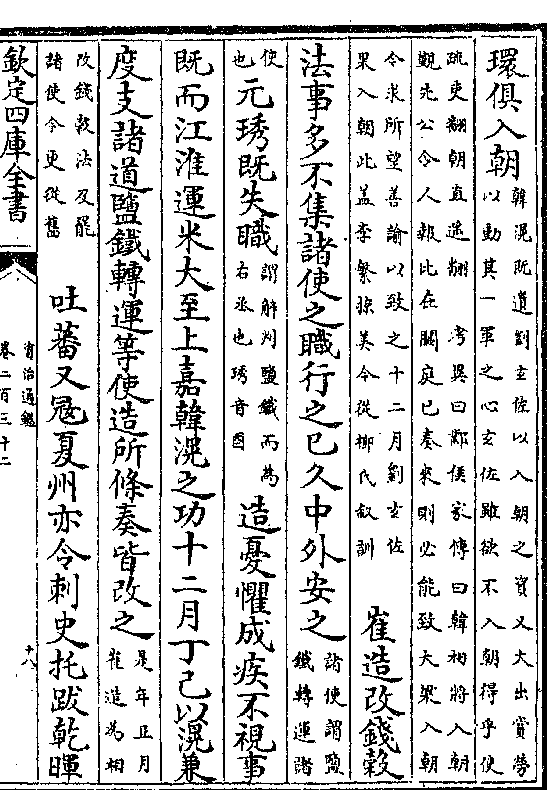 環俱入朝
韓滉既遣劉玄佐以入朝之資又大出賞勞
以動其一軍之心玄佐雖欲不入朝得乎使
疏吏翻朝直遙翻 考異曰鄴侯家傳曰韓相將入朝
覲先公令人報比在闕庭已奏來則必能致大梁入朝
令求所望善諭以致之十二月劉玄佐
果入朝此蓋李繁掠美今從柳氏叙訓
崔造改錢穀
法事多不集諸使之職行之已久中外安之
諸使謂鹽
鐵轉運諸
使
也
元琇既失職
謂解判鹽鐵而為
右丞也琇音酉
造憂懼成疾不視事
既而江淮運米大至上嘉韓滉之功十二月丁巳以滉兼
度支諸道鹽鐵轉運等使造所條奏皆改之
是年正月
崔造為相
改錢穀法及罷
諸使今更從舊
吐蕃又寇夏州亦令刺史托跋乾暉
欽定四庫全書
資治通鑑
卷二百三十二
十八